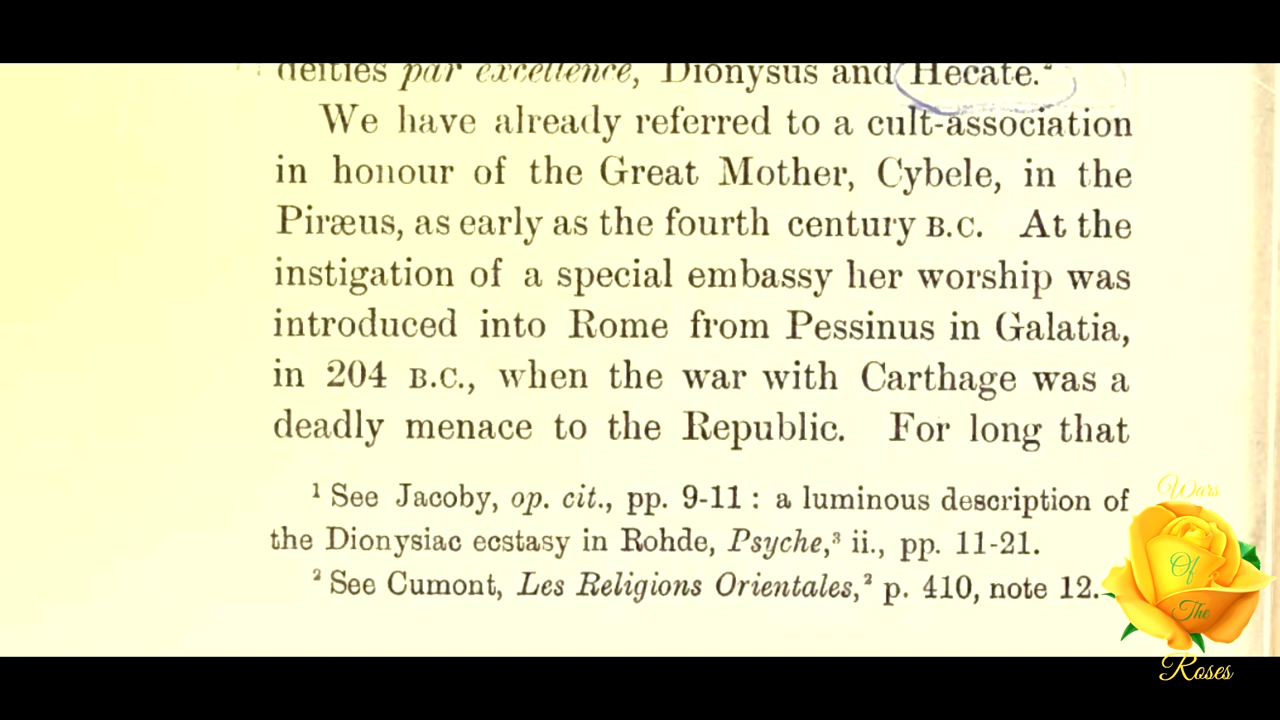 deities par excellence, Dionysus and Hecate.²
We have already referred to a cult-association
in honour of the Great Mother, Cybele, in the
Piræus, as early as the fourth century B.C. At the
instigation of a special embassy her worship was
introduced into Rome from Pessinus in Galatia,
in 204 B.C., when the war with Carthage was a
deadly menace to the Republic. For long that
¹ See Jacoby, op. cit., pp. 9-11 : a luminous description of
the Dionysiac ecstasy in Rohde, Psyche,³ ii., pp. 11-21.
² See Cumont, Les Religions Orientales,² p. 410, note 12.
Wars
Of
The
Roses